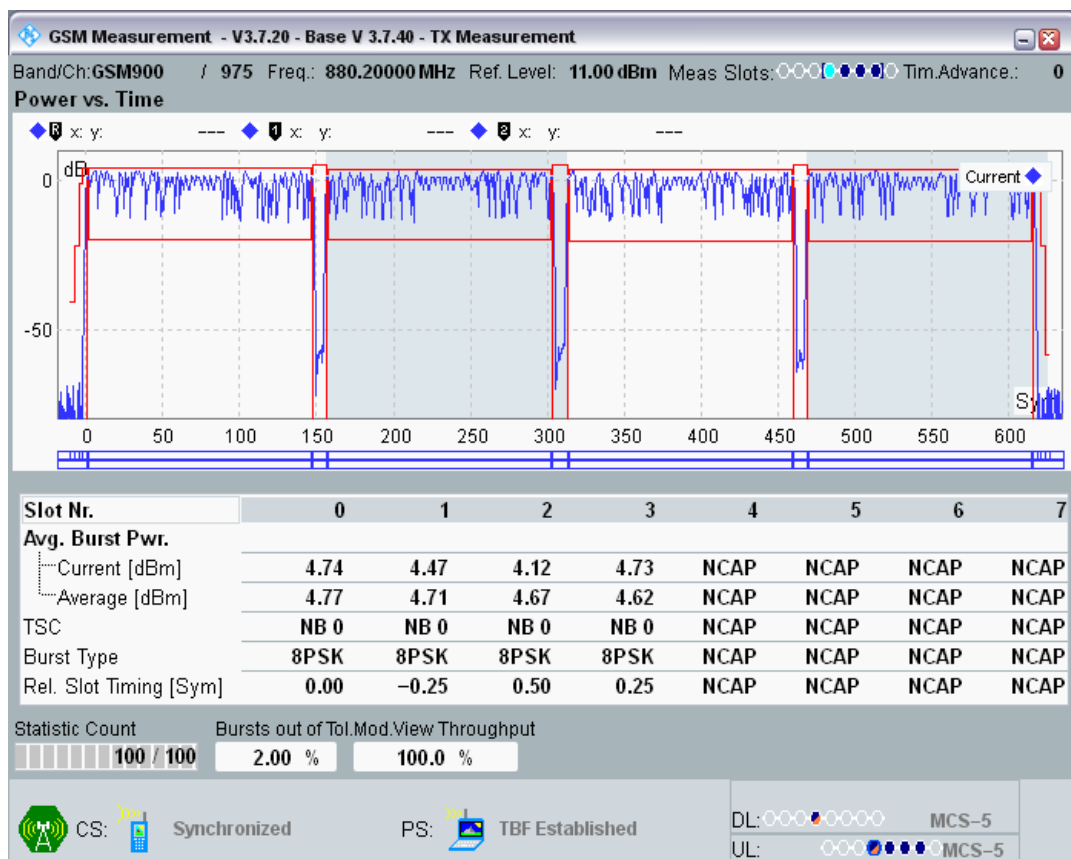 GSM Measurement - V3.7.20 - Base V 3.7.40 - TX Measurement
Band/Ch:GSM900 / 975 Freq.: 880.20000 MHz Ref. Level: 11.00 dBm Meas Slots: Tim.Advance.: 0
Power vs. Time
R x: y: --- 1 x: y: --- 2 x: y: ---
dB
Current
0
-50
0 50 100 150 200 250 300 350 400 450 500 550 600
Slot Nr. 0 1 2 3 4 5 6 7
Avg. Burst Pwr.
Current [dBm] 4.74 4.47 4.12 4.73 NCAP NCAP NCAP NCAP
Average [dBm] 4.77 4.71 4.67 4.62 NCAP NCAP NCAP NCAP
TSC NB 0 NB 0 NB 0 NB 0 NCAP NCAP NCAP NCAP
Burst Type 8PSK 8PSK 8PSK 8PSK NCAP NCAP NCAP NCAP
Rel. Slot Timing [Sym] 0.00 −0.25 0.50 0.25 NCAP NCAP NCAP NCAP
Statistic Count Bursts out of Tol.Mod.View Throughput
100 / 100 2.00 % 100.0 %
CS: Synchronized PS: TBF Established DL: MCS–5
UL: MCS–5